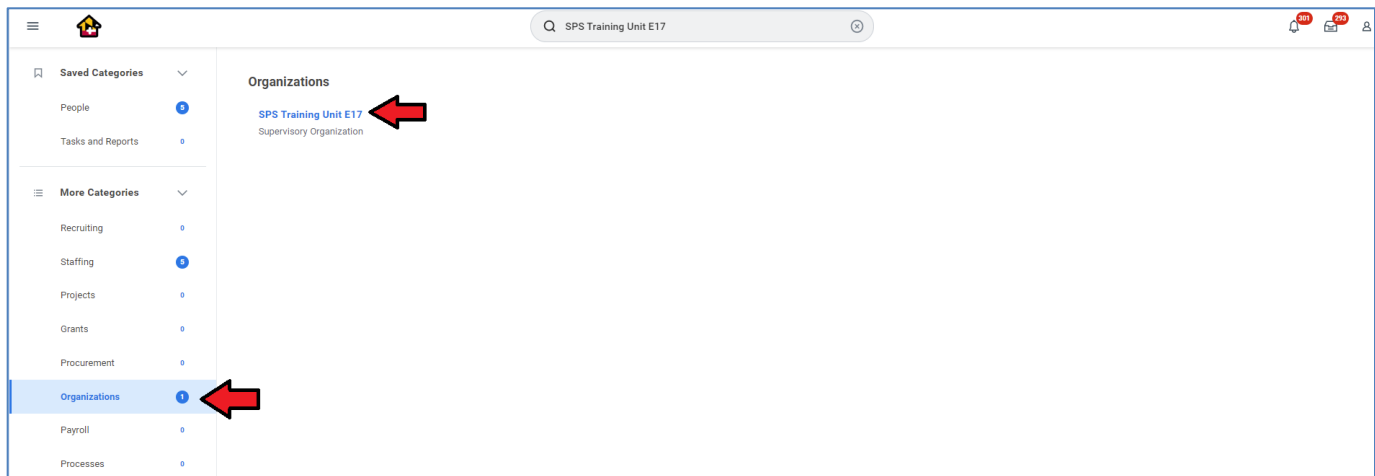 SPS Training Unit E17
301
293
Saved Categories
People 5
Tasks and Reports 0
More Categories
Recruiting 0
Staffing 5
Projects 0
Grants 0
Procurement 0
Organizations 1
Payroll 0
Processes 0
Organizations
SPS Training Unit E17
Supervisory Organization